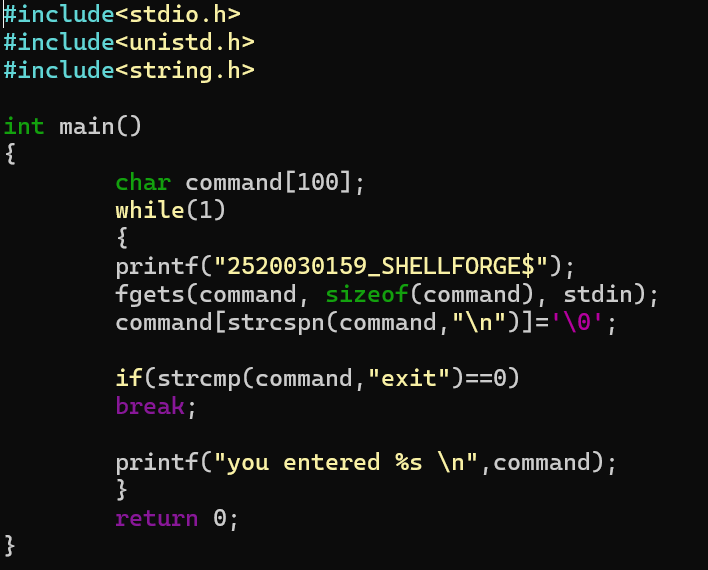 #include<stdio.h>
#include<unistd.h>
#include<string.h>

int main()
{
        char command[100];
        while(1)
        {
        printf("2520030159_SHELLFORGE$");
        fgets(command, sizeof(command), stdin);
        command[strcspn(command,"\n")]='\0';

        if(strcmp(command,"exit")==0)
        break;

        printf("you entered %s \n",command);
        }
        return 0;
}